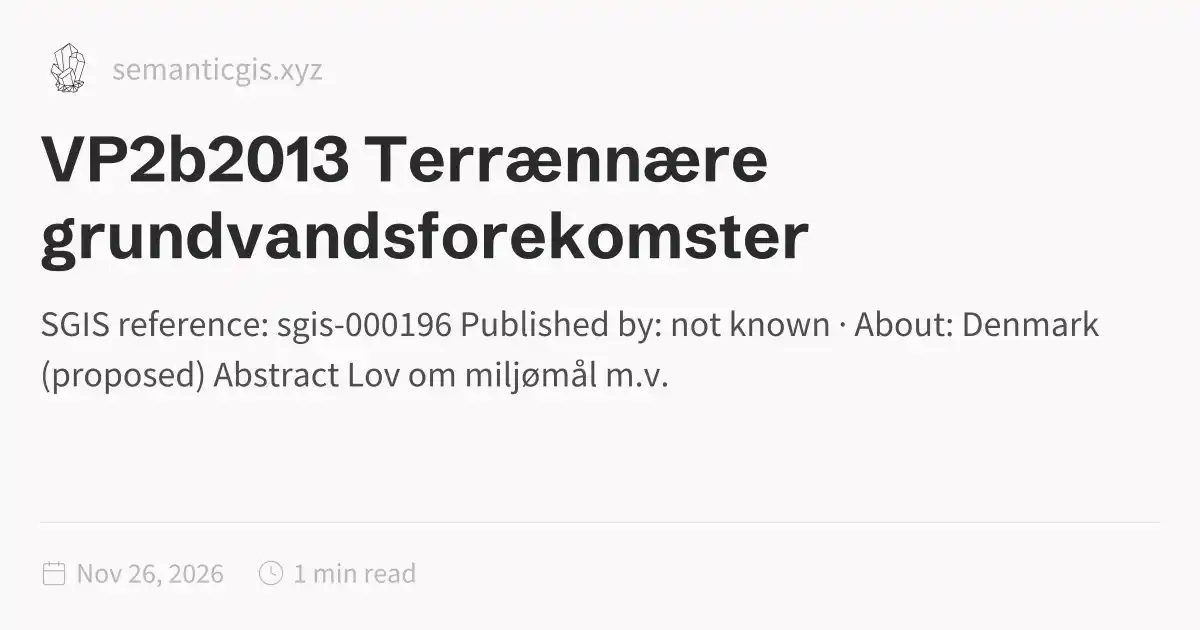 semanticgis.xyz
VP2b2013 Terrænnære
grundvandsforekomster
SGIS reference: sgis-000196 Published by: not known · About: Denmark
(proposed) Abstract Lov om miljømål m.v.
Nov 26, 2026 1 min read